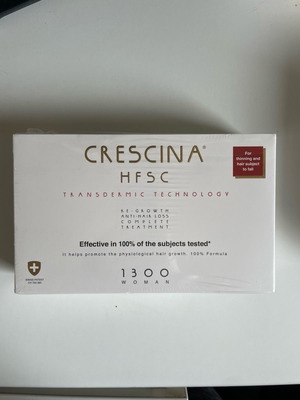 CRESCINA®
HFSC
TRANSDERMIC TECHNOLOGY
RE-GROWTH
ANTI-HAIR LOSS
COMPLETE
TREATMENT
For
thinning and
hair subject
to fall
Effective in 100% of the subjects tested*
It helps promote the physiological hair growth. 100% Formula
1300
WOMAN